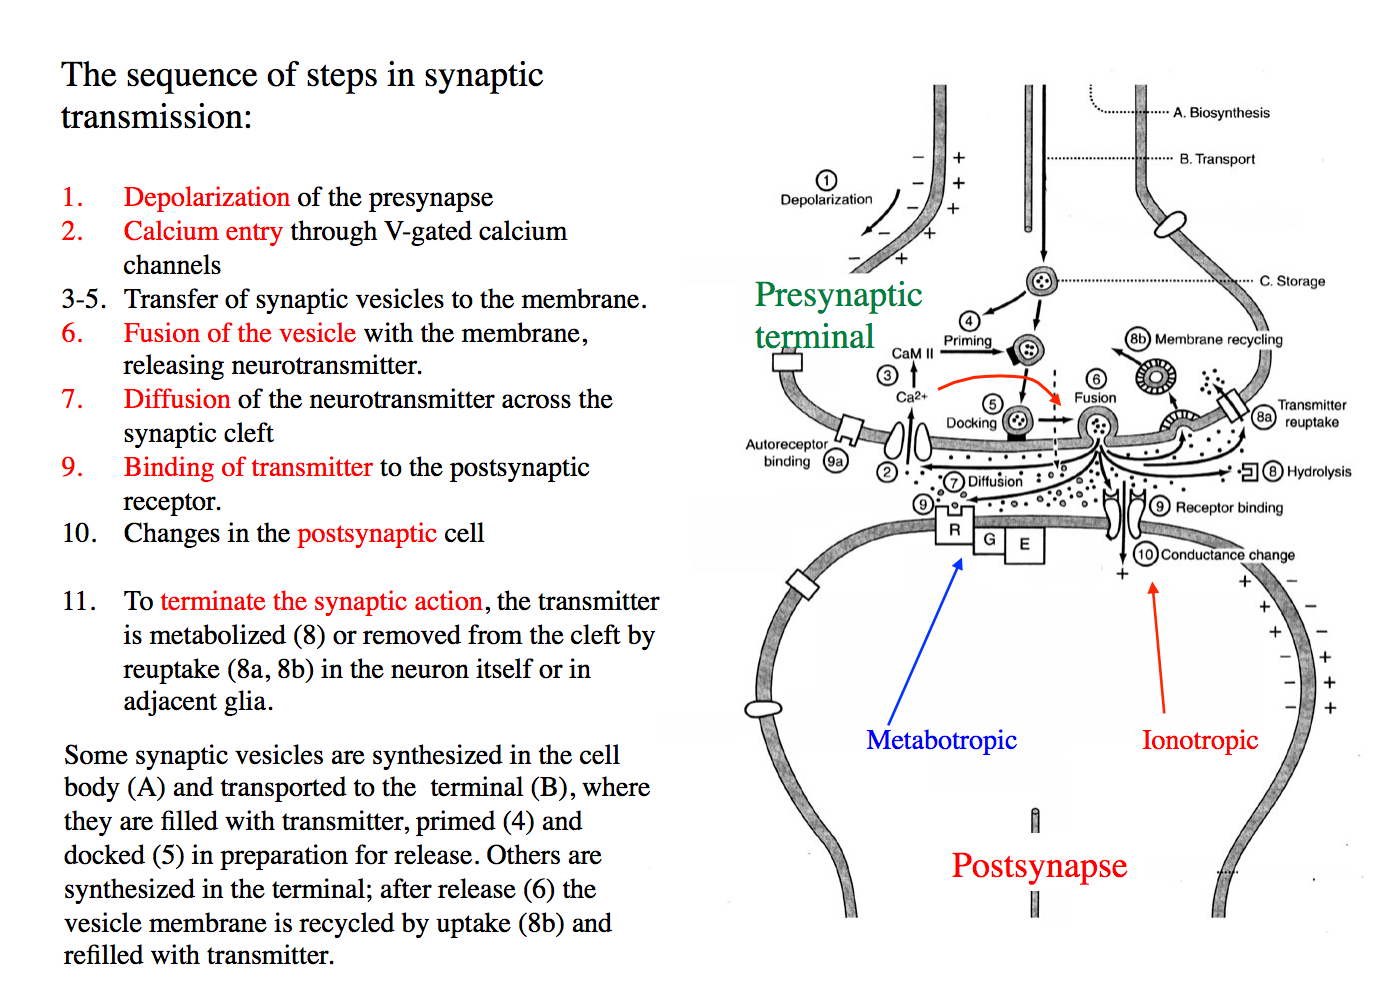 The sequence of steps in synaptic
transmission:
1. Depolarization of the presynapse
2. Calcium entry through V-gated calcium
channels
3-5. Transfer of synaptic vesicles to the membrane.
6. Fusion of the vesicle with the membrane,
releasing neurotransmitter.
7. Diffusion of the neurotransmitter across the
synaptic cleft
9. Binding of transmitter to the postsynaptic
receptor.
10. Changes in the postsynaptic cell
11. To terminate the synaptic action, the transmitter
is metabolized (8) or removed from the cleft by
reuptake (8a, 8b) in the neuron itself or in
adjacent glia.
Some synaptic vesicles are synthesized in the cell
body (A) and transported to the terminal (B), where
they are filled with transmitter, primed (4) and
docked (5) in preparation for release. Others are
synthesized in the terminal; after release (6) the
vesicle membrane is recycled by uptake (8b) and
refilled with transmitter.
A. Biosynthesis
B. Transport
1
Depolarization
C. Storage
Presynaptic
terminal
4
Priming
CaM II
8b Membrane recycling
3
Ca2+
6
Fusion
5
Docking
8a
Transmitter
reuptake
Autoreceptor
binding 9a
2
7 Diffusion
8 Hydrolysis
9
9 Receptor binding
R
G
E
10 Conductance change
Metabotropic
Ionotropic
Postsynapse